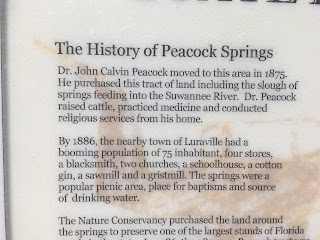 The History of Peacock Springs
Dr. John Calvin Peacock moved to this area in 1875.
He purchased this tract of land including the slough of
springs feeding into the Suwannee River. Dr. Peacock
raised cattle, practiced medicine and conducted
religious services from his home.
By 1886, the nearby town of Luraville had a
booming population of 75 inhabitant, four stores,
a blacksmith, two churches, a schoolhouse, a cotton
gin, a sawmill and a gristmill. The springs were a
popular picnic area, place for baptisms and source
of drinking water.
The Nature Conservancy purchased the land around
the springs to preserve one of the largest stands of Florida